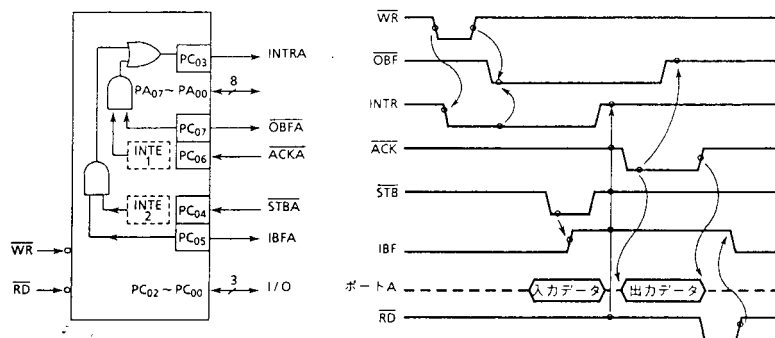 PC03
INTRA
8
PA07~PA00
PC07
OBFA
INTE
1
PC06
ACKA
INTE
2
PC04
STBA
PC05
IBFA
WR
RD
PC02~PC00
3
I/O
WR
OBF
INTR
ACK
STB
IBF
ポートA
入力データ
出力データ
RD